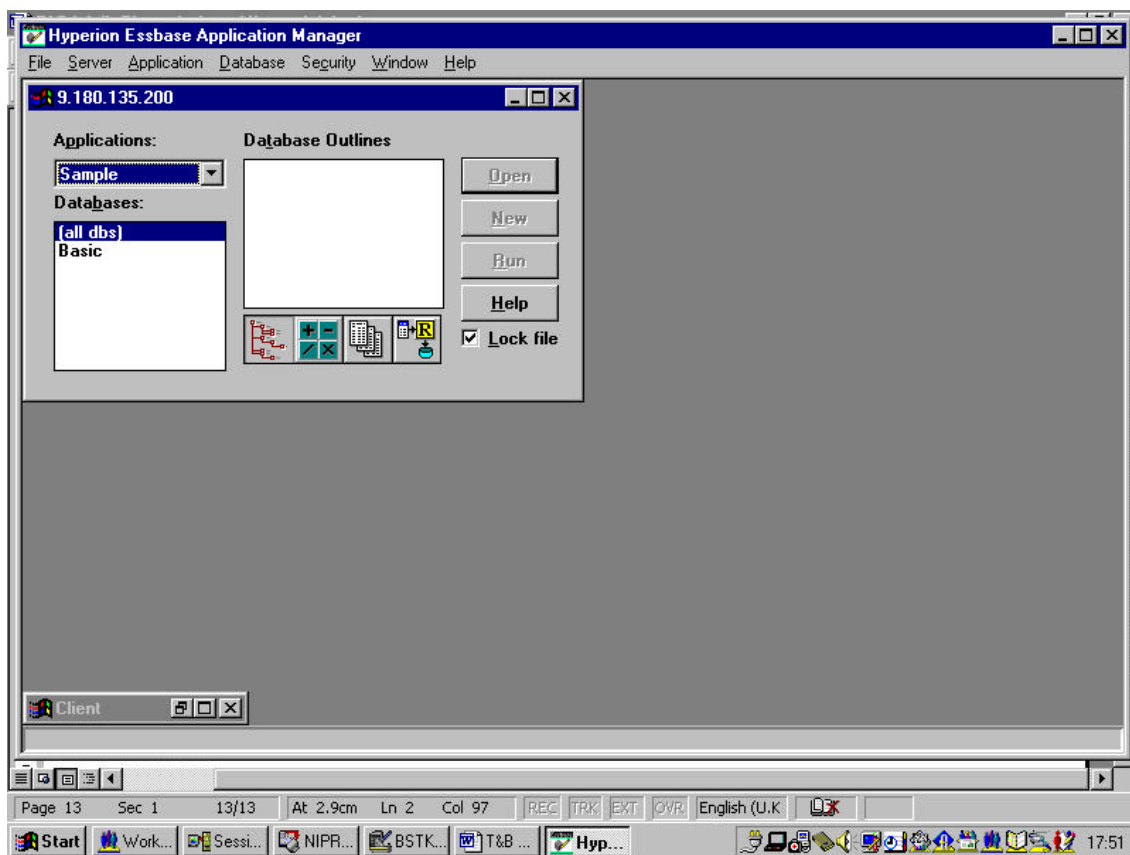 Hyperion Essbase Application Manager
File Server Application Database Security Window Help
9.180.135.200
Applications: Database Outlines
Sample
Open
Databases:
New
(all dbs)
Basic
Run
Help
R
Lock file
Client
Page 13 Sec 1 13/13 At 2.9cm Ln 2 Col 97 REC TRK EXT OVR English (U.K
Start Work... Sessi... NIPR... BSTK... T&B ... Hyp... 17:51